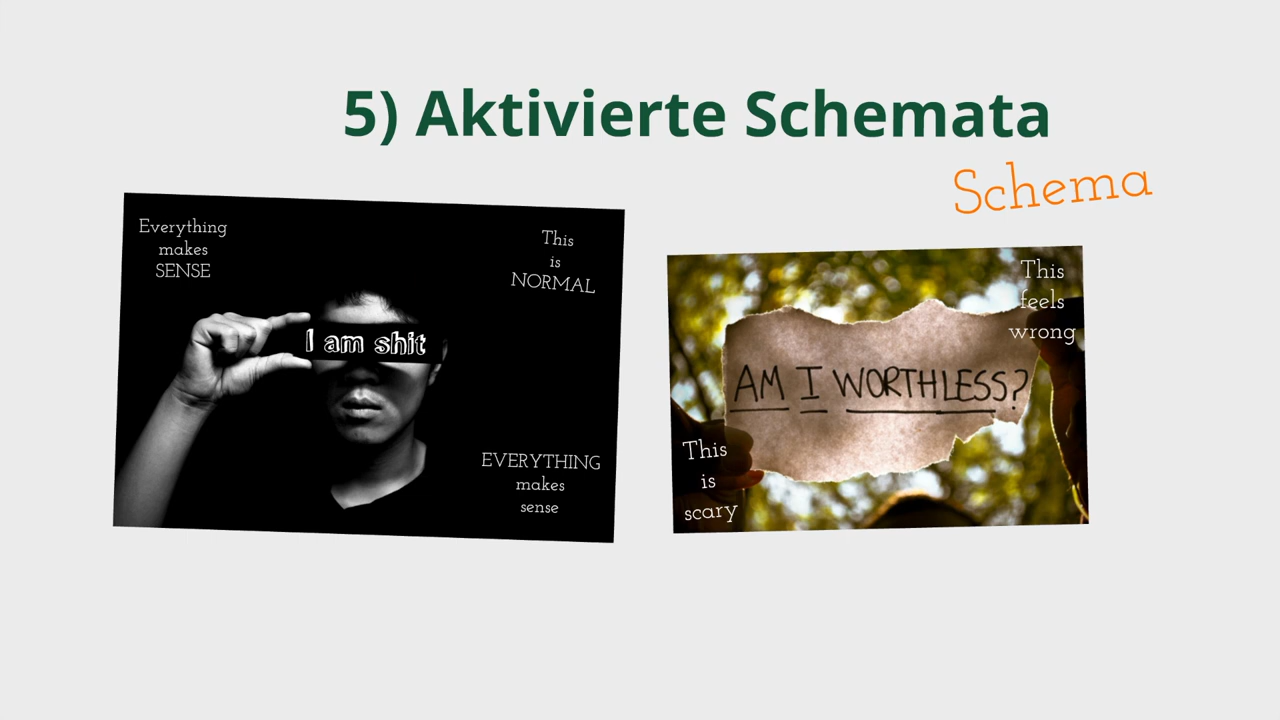 5) Aktivierte Schemata
Schema
Everything
makes
SENSE
This
is
NORMAL
I am shit
EVERYTHING
makes
sense
This
feels
wrong
AM I WORTHLESS?
This
is
scary